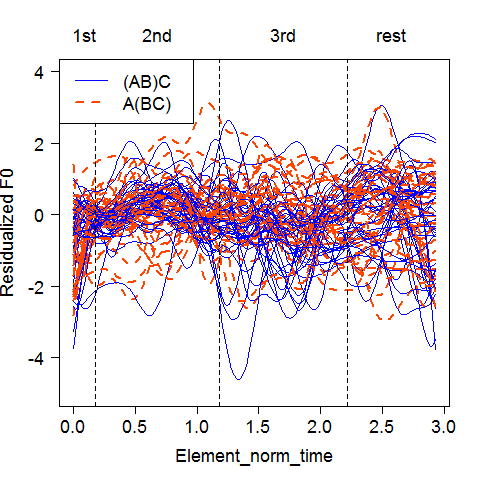 1st 2nd 3rd rest
(AB)C
A(BC)
Residualized F0
4
2
0
-2
-4
0.0 0.5 1.0 1.5 2.0 2.5 3.0
Element_norm_time